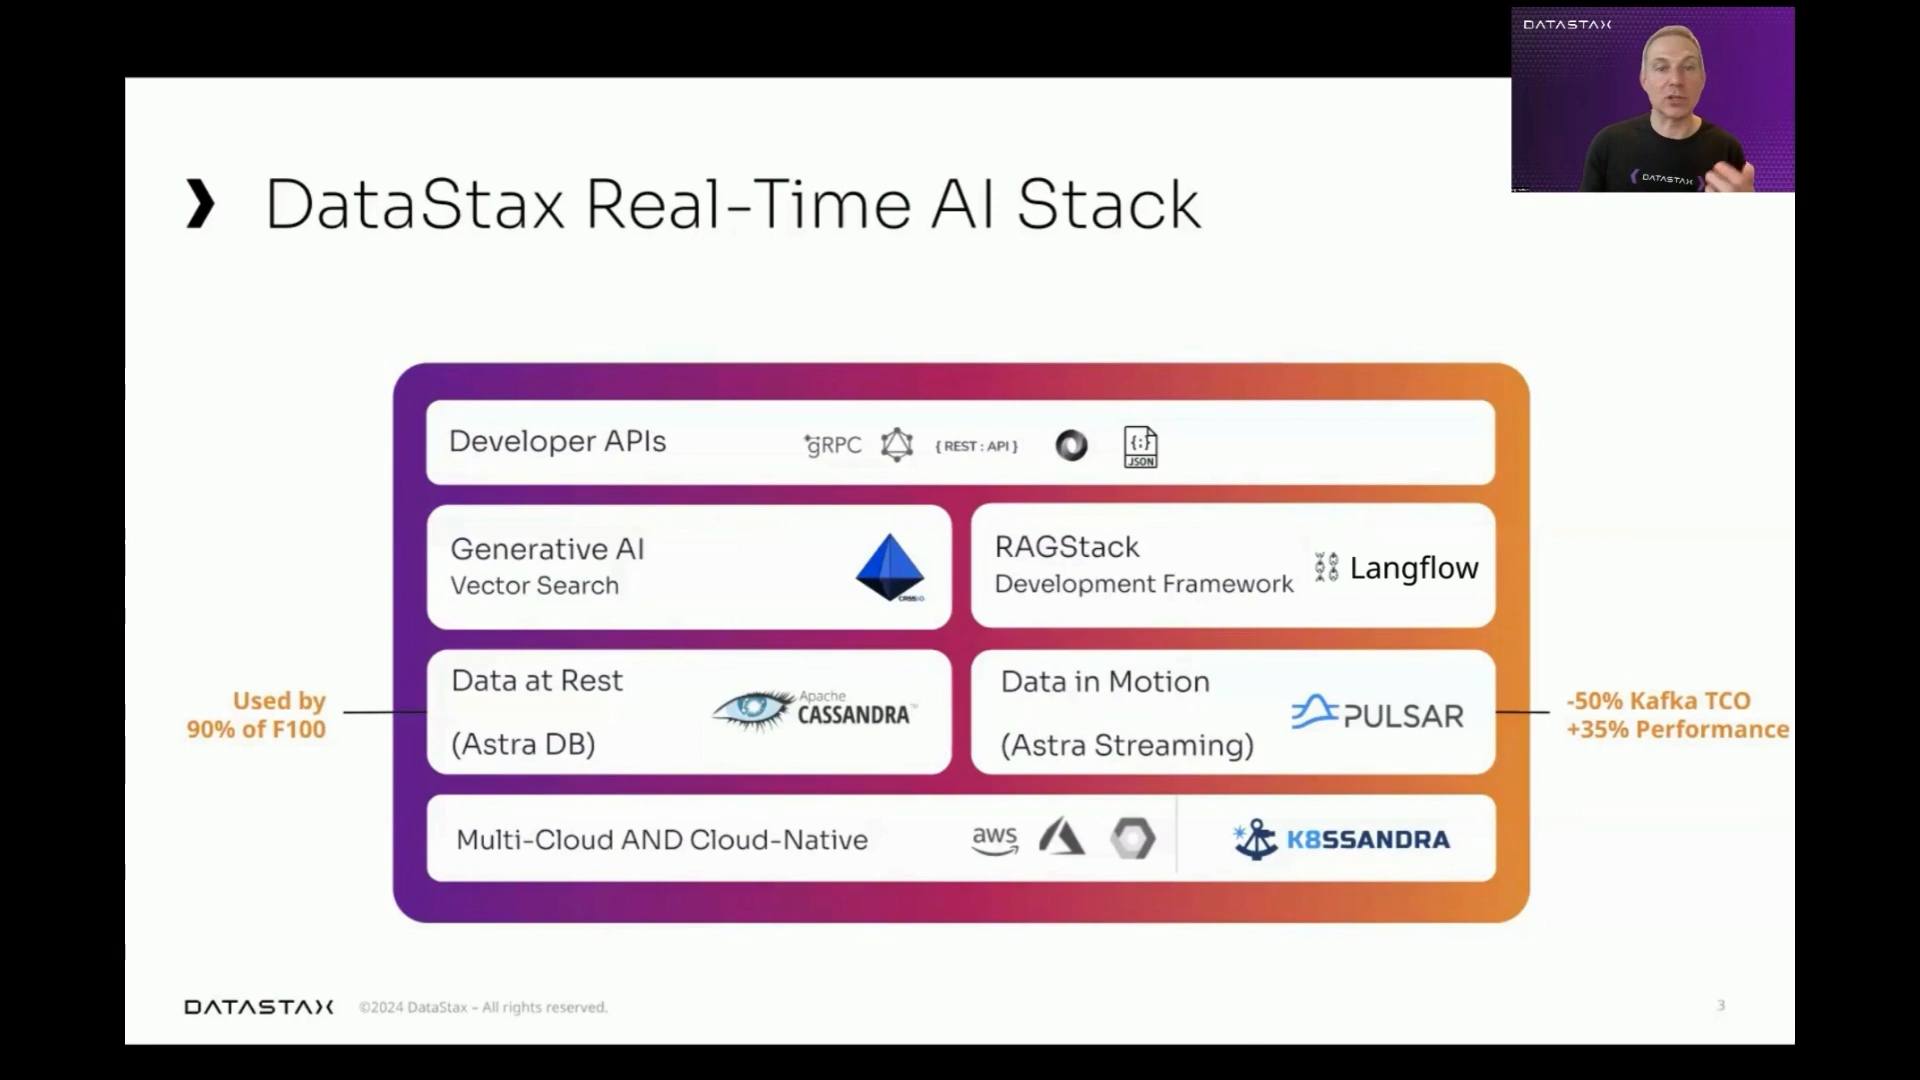 DATASTAX
DATASTAX
DataStax Real-Time AI Stack
Developer APIs
gRPC
{ REST : API }
{:}
JSON
Generative AI
Vector Search
CASSIO
RAGStack
Development Framework
Langflow
Used by
90% of F100
Data at Rest
(Astra DB)
Apache
CASSANDRA™
Data in Motion
(Astra Streaming)
PULSAR
-50% Kafka TCO
+35% Performance
Multi-Cloud AND Cloud-Native
aws
K8SSANDRA
DATASTAX
©2024 DataStax – All rights reserved.
3